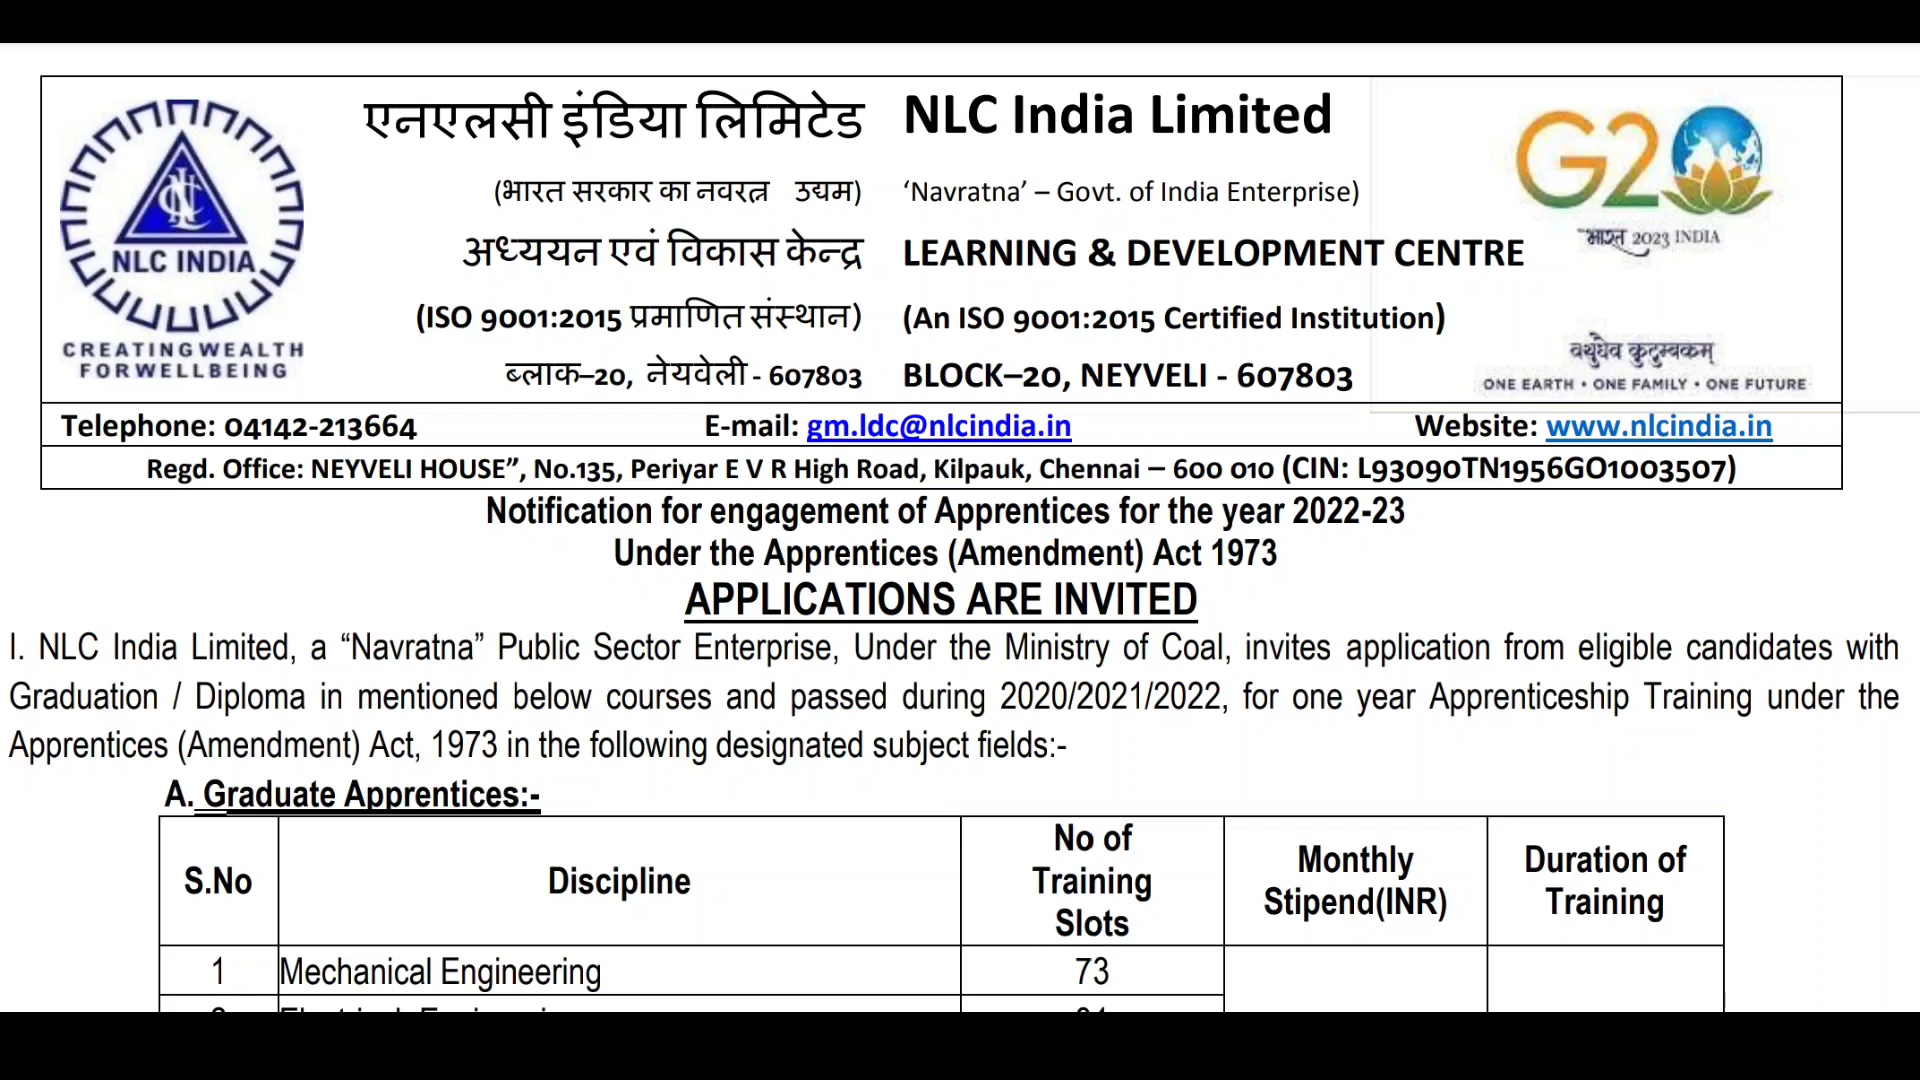 एनएलसी इंडिया लिमिटेड NLC India Limited
(भारत सरकार का नवरत्न उद्यम) ‘Navratna’ – Govt. of India Enterprise)
अध्ययन एवं विकास केन्द्र LEARNING & DEVELOPMENT CENTRE
(ISO 9001:2015 प्रमाणित संस्थान) (An ISO 9001:2015 Certified Institution)
ब्लाक–20, नेयवेली - 607803 BLOCK–20, NEYVELI - 607803
NLC INDIA
CREATING WEALTH
FOR WELLBEING
G20
भारत 2023 INDIA
वसुधैव कुटुम्बकम्
ONE EARTH • ONE FAMILY • ONE FUTURE
Telephone: 04142-213664 E-mail: gm.ldc@nlcindia.in Website: www.nlcindia.in
Regd. Office: NEYVELI HOUSE”, No.135, Periyar E V R High Road, Kilpauk, Chennai – 600 010 (CIN: L93090TN1956GO1003507)
Notification for engagement of Apprentices for the year 2022-23
Under the Apprentices (Amendment) Act 1973
APPLICATIONS ARE INVITED
I. NLC India Limited, a “Navratna” Public Sector Enterprise, Under the Ministry of Coal, invites application from eligible candidates with
Graduation / Diploma in mentioned below courses and passed during 2020/2021/2022, for one year Apprenticeship Training under the
Apprentices (Amendment) Act, 1973 in the following designated subject fields:-
A. Graduate Apprentices:-
S.No Discipline No of Training Slots Monthly Stipend(INR) Duration of Training
1 Mechanical Engineering 73